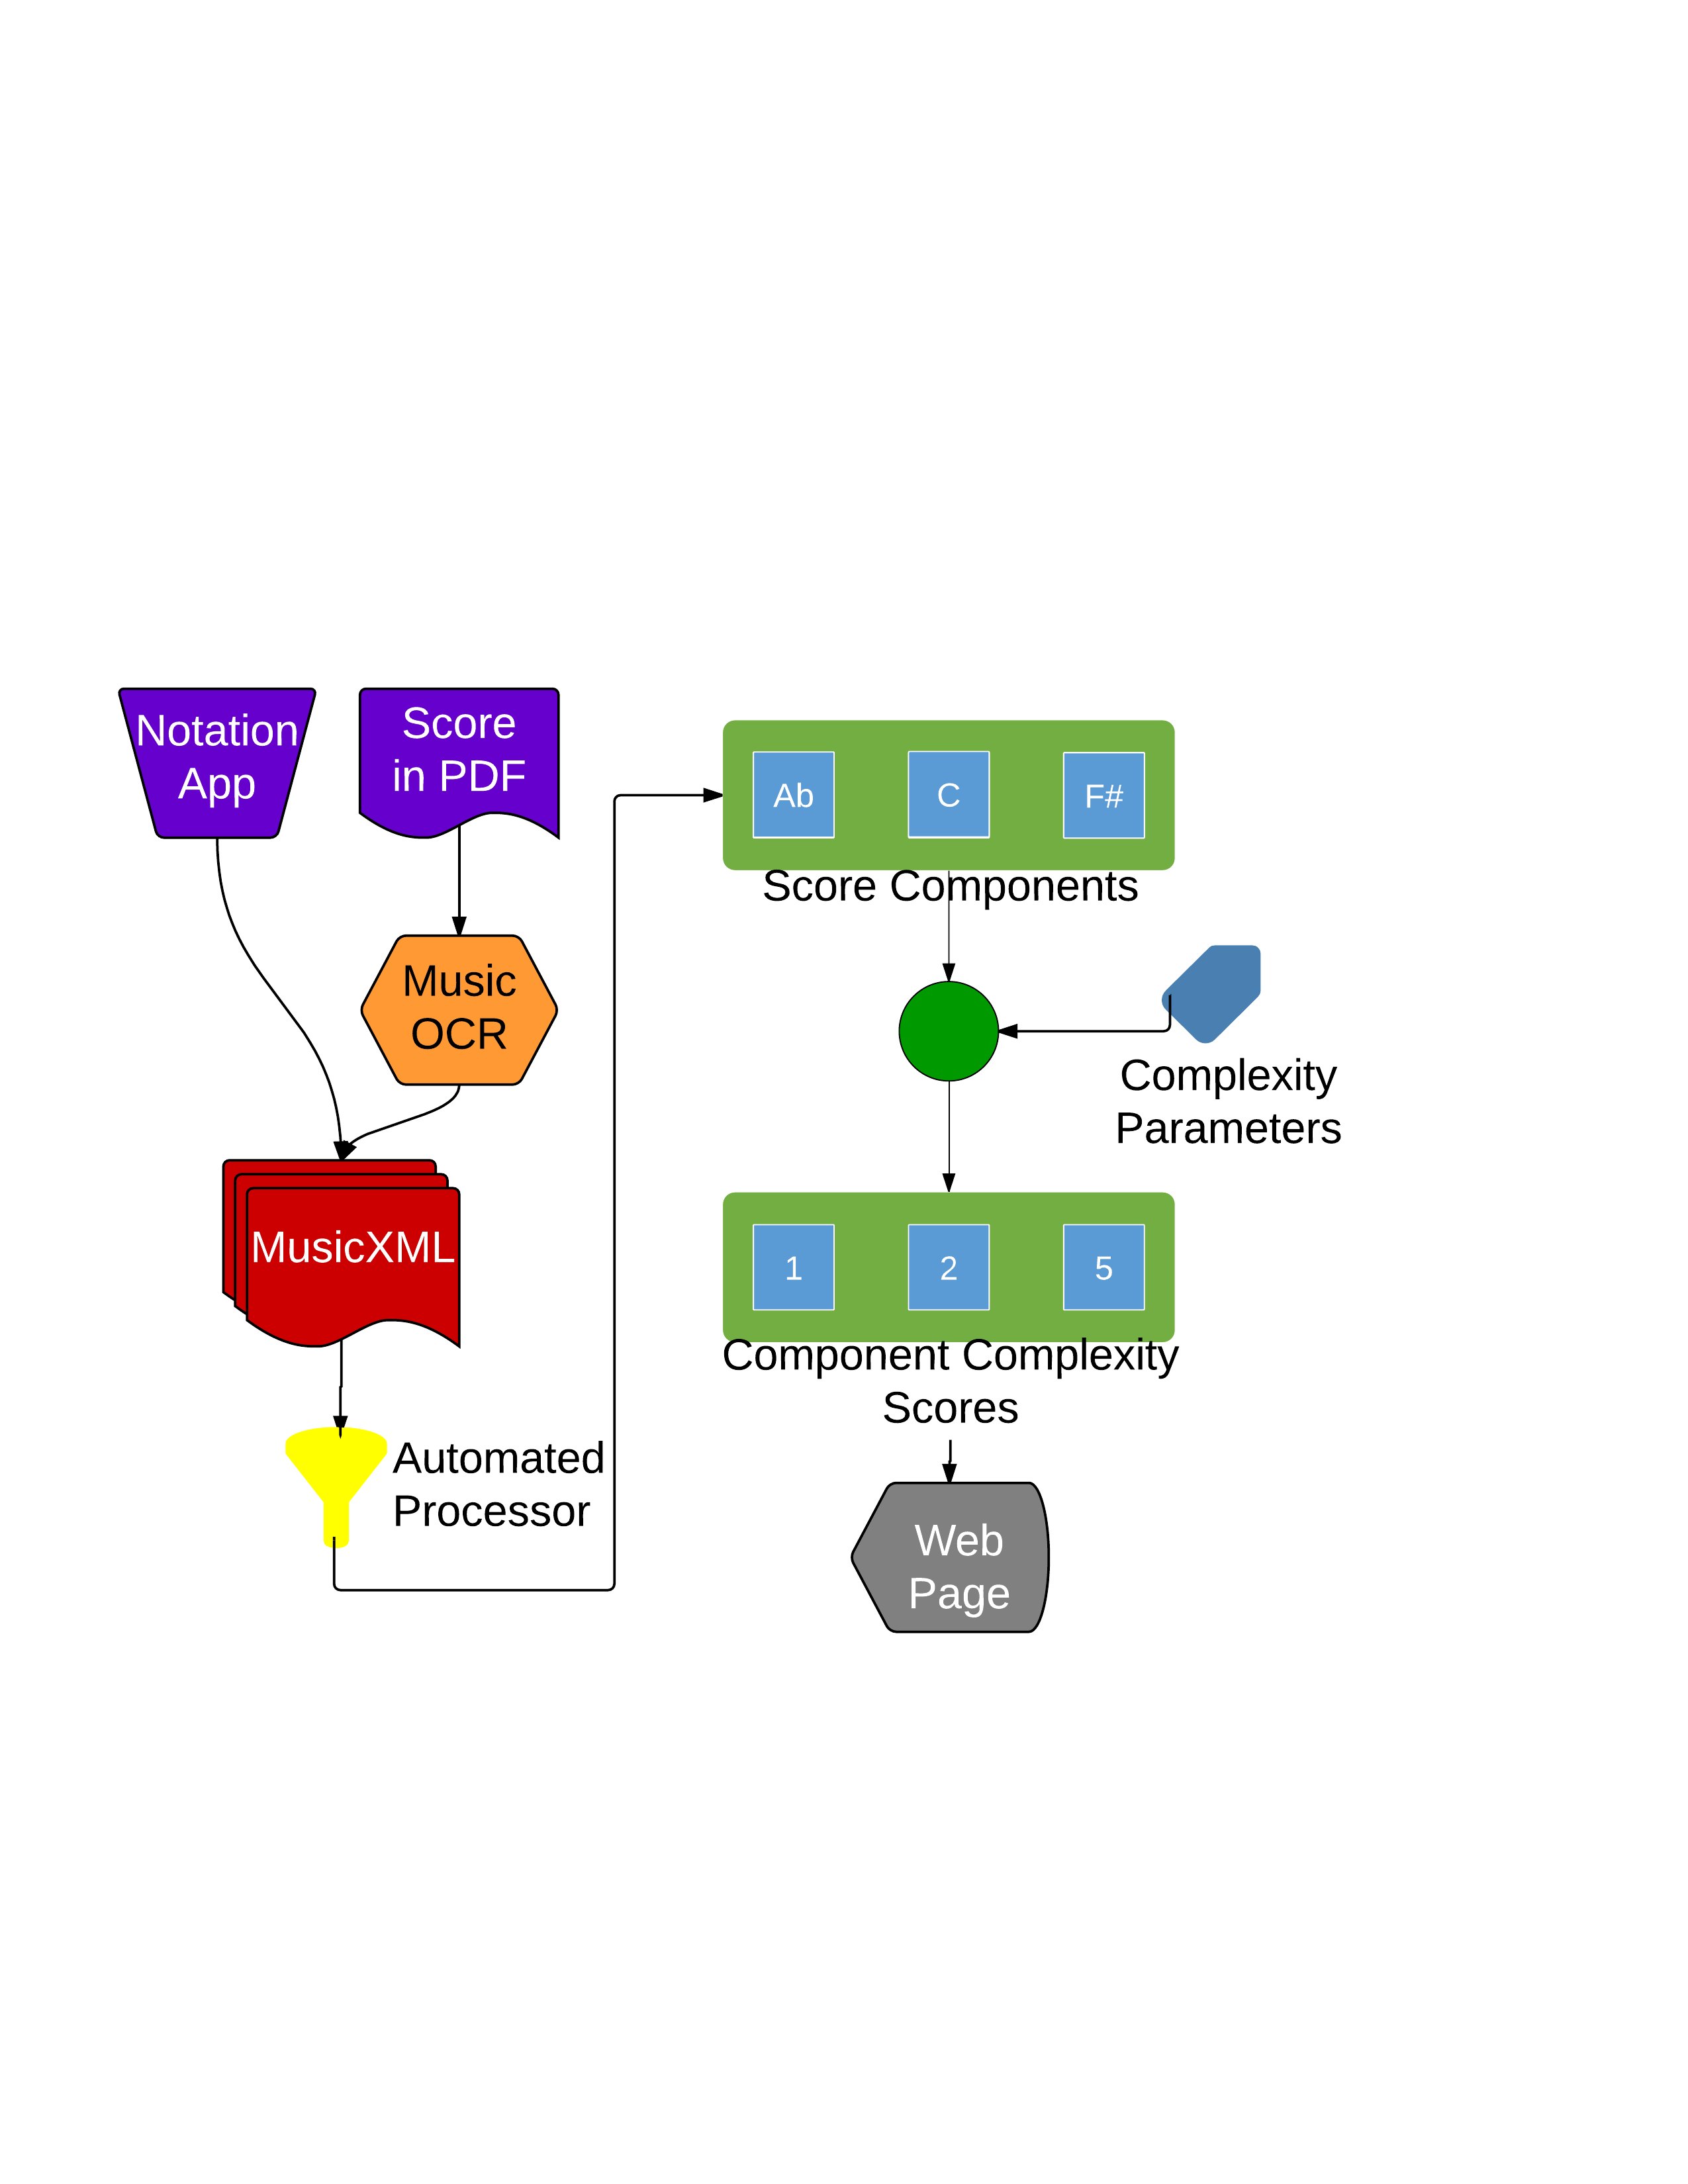 Notation
App
Score
in PDF
Music
OCR
MusicXML
Automated
Processor
Ab
C
F#
Score Components
Complexity
Parameters
1
2
5
Component Complexity
Scores
Web
Page